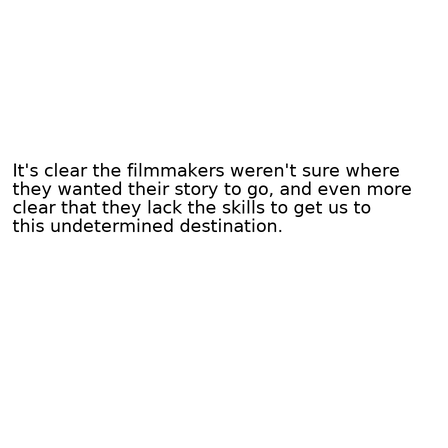 It's clear the filmmakers weren't sure where
they wanted their story to go, and even more
clear that they lack the skills to get us to
this undetermined destination.